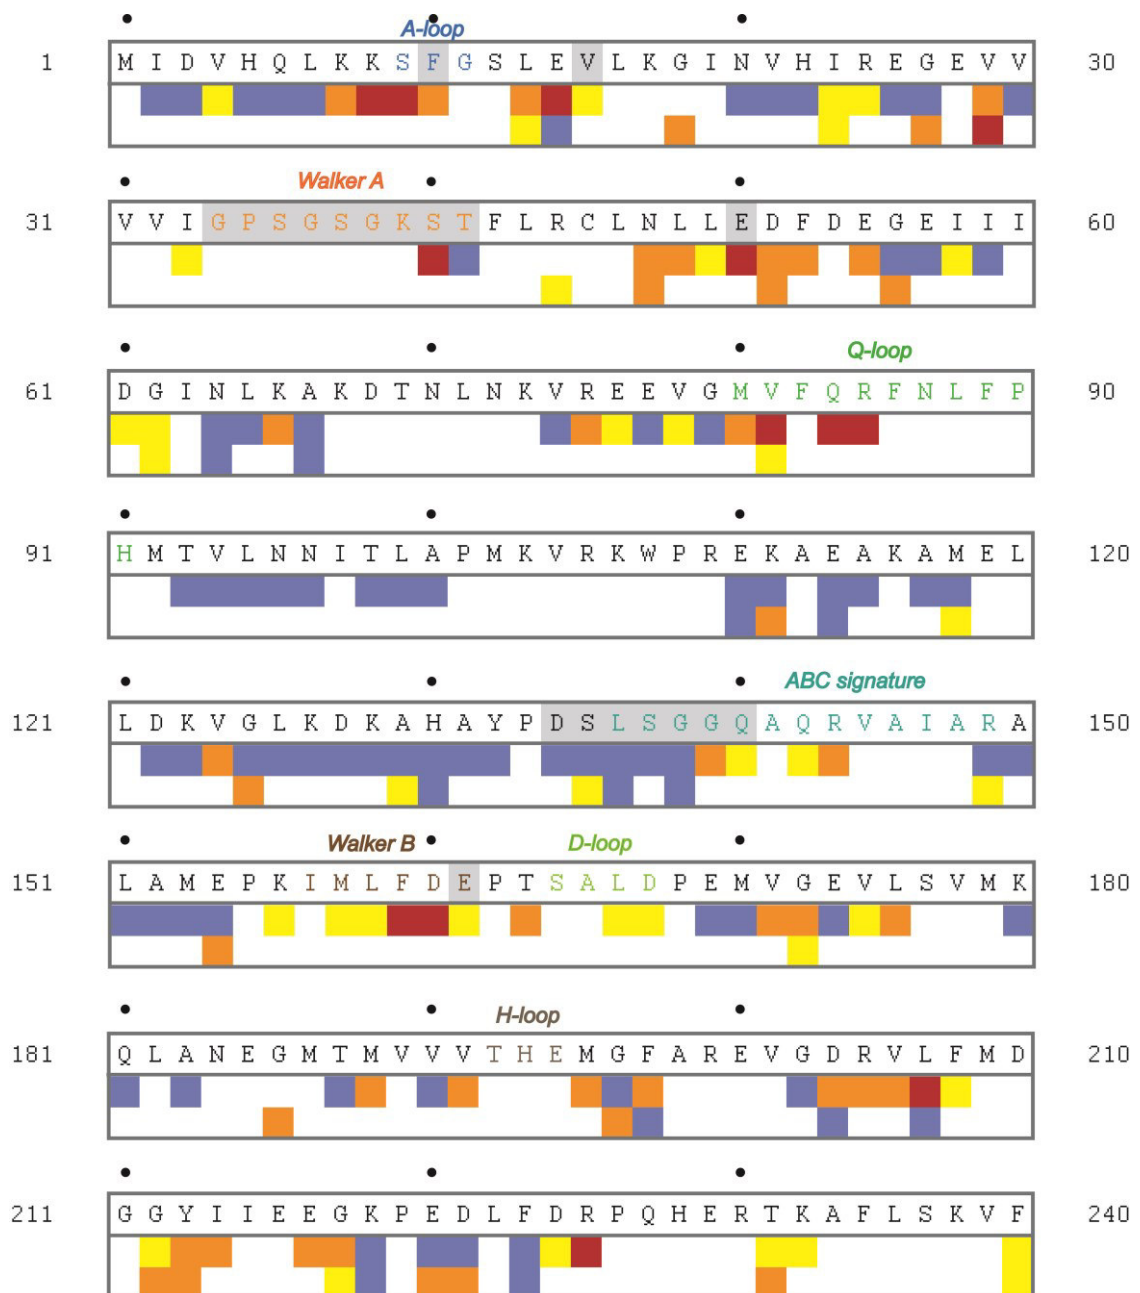 A-loop
1 M I D V H Q L K K S F G S L E V L K G I N V H I R E G E V V 30
Walker A
31 V V I G P S G S G K S T F L R C L N L L E D F D E G E I I I 60
Q-loop
61 D G I N L K A K D T N L N K V R E E V G M V F Q R F N L F P 90
91 H M T V L N N I T L A P M K V R K W P R E K A E A K A M E L 120
ABC signature
121 L D K V G L K D K A H A Y P D S L S G G Q A Q R V A I A R A 150
Walker B D-loop
151 L A M E P K I M L F D E P T S A L D P E M V G E V L S V M K 180
H-loop
181 Q L A N E G M T M V V V T H E M G F A R E V G D R V L F M D 210
211 G G Y I I E E G K P E D L F D R P Q H E R T K A F L S K V F 240